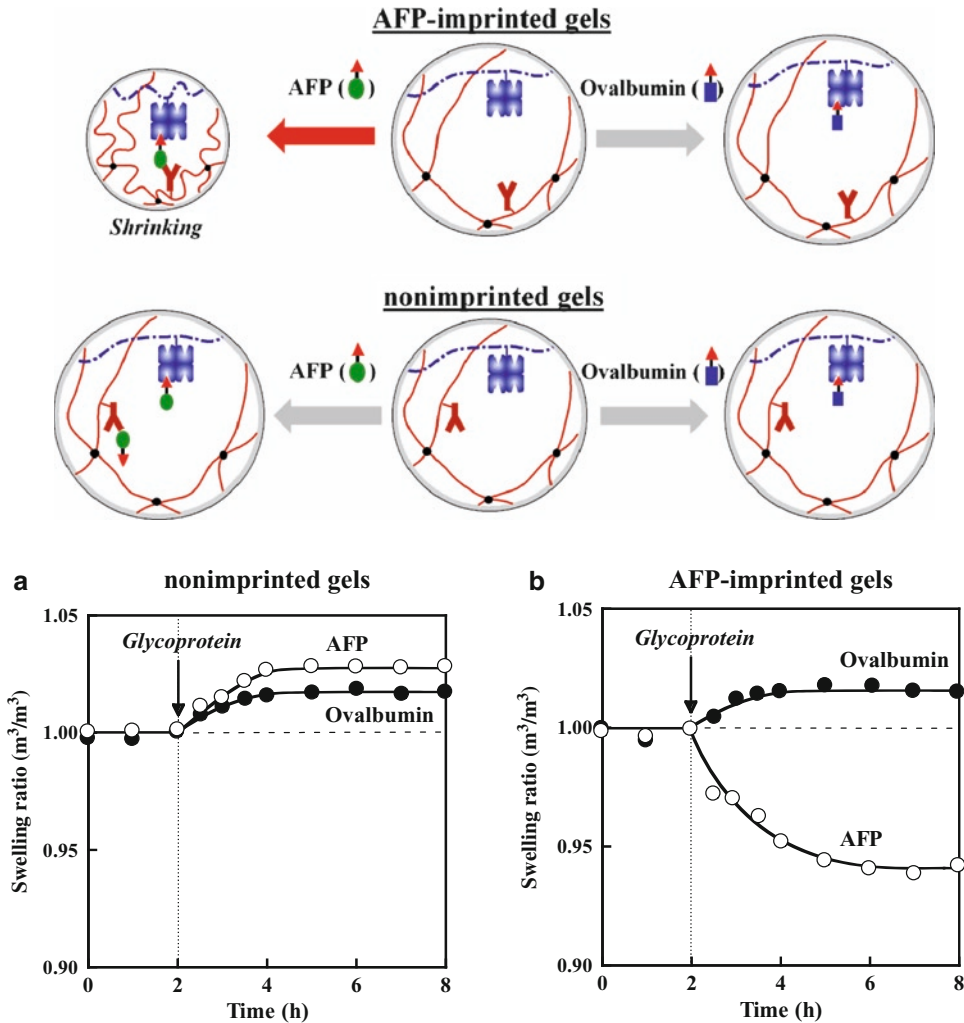 AFP-imprinted gels
AFP ( )
Ovalbumin ( )
Shrinking
nonimprinted gels
AFP ( )
Ovalbumin ( )
a nonimprinted gels
1.05
1.00
0.95
0.90
Swelling ratio (m³/m³)
Glycoprotein
AFP
Ovalbumin
0 2 4 6 8
Time (h)
b AFP-imprinted gels
1.05
1.00
0.95
0.90
Swelling ratio (m³/m³)
Glycoprotein
Ovalbumin
AFP
0 2 4 6 8
Time (h)